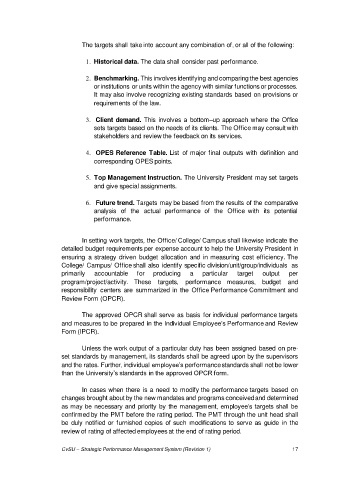 The targets shall take into account any combination of, or all of the following:
1. Historical data. The data shall consider past performance.
2. Benchmarking. This involves identifying and comparing the best agencies
or institutions or units within the agency with similar functions or processes.
It may also involve recognizing existing standards based on provisions or
requirements of the law.
3. Client demand. This involves a bottom–up approach where the Office
sets targets based on the needs of its clients. The Office may consult with
stakeholders and review the feedback on its services.
4. OPES Reference Table. List of major final outputs with definition and
corresponding OPES points.
5. Top Management Instruction. The University President may set targets
and give special assignments.
6. Future trend. Targets may be based from the results of the comparative
analysis of the actual performance of the Office with its potential
performance.
In setting work targets, the Office/ College/ Campus shall likewise indicate the
detailed budget requirements per expense account to help the University President in
ensuring a strategy driven budget allocation and in measuring cost efficiency. The
College/ Campus/ Office shall also identify specific division/unit/group/individuals as
primarily accountable for producing a particular target output per
program/project/activity. These targets, performance measures, budget and
responsibility centers are summarized in the Office Performance Commitment and
Review Form (OPCR).
The approved OPCR shall serve as basis for individual performance targets
and measures to be prepared in the Individual Employee's Performance and Review
Form (IPCR).
Unless the work output of a particular duty has been assigned based on pre-
set standards by management, its standards shall be agreed upon by the supervisors
and the ratees. Further, individual employee's performance standards shall not be lower
than the University's standards in the approved OPCR form.
In cases when there is a need to modify the performance targets based on
changes brought about by the new mandates and programs conceived and determined
as may be necessary and priority by the management, employee's targets shall be
confirmed by the PMT before the rating period. The PMT through the unit head shall
be duly notified or furnished copies of such modifications to serve as guide in the
review of rating of affected employees at the end of rating period.
CvSU – Strategic Performance Management System (Revision 1) / 7